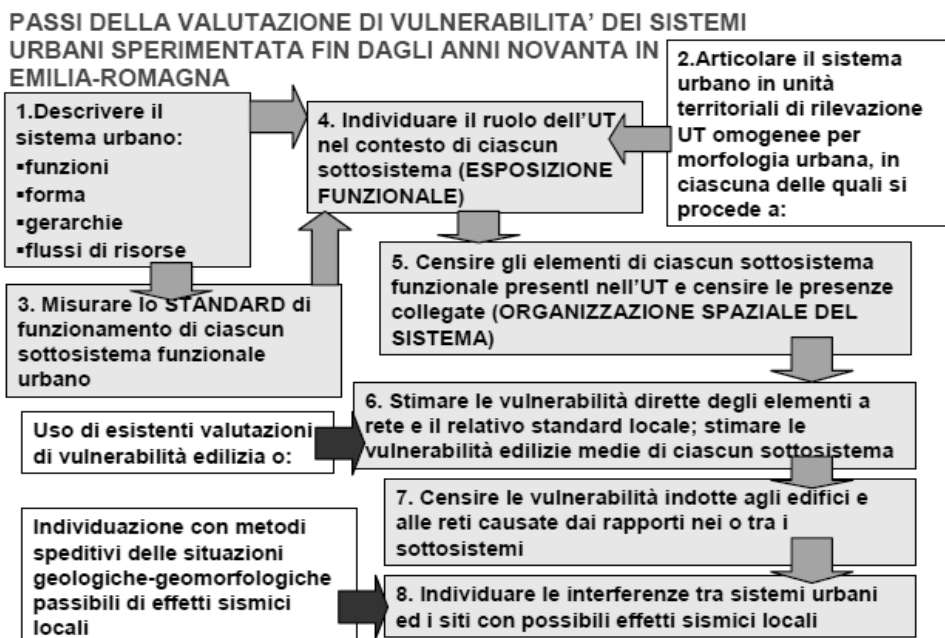 PASSI DELLA VALUTAZIONE DI VULNERABILITA’ DEI SISTEMI
URBANI SPERIMENTATA FIN DAGLI ANNI NOVANTA IN
EMILIA-ROMAGNA
1.Descrivere il
sistema urbano:
▪funzioni
▪forma
▪gerarchie
▪flussi di risorse
2.Articolare il sistema
urbano in unità
territoriali di rilevazione
UT omogenee per
morfologia urbana, in
ciascuna delle quali si
procede a:
3. Misurare lo STANDARD di
funzionamento di ciascun
sottosistema funzionale
urbano
4. Individuare il ruolo dell’UT
nel contesto di ciascun
sottosistema (ESPOSIZIONE
FUNZIONALE)
5. Censire gli elementi di ciascun sottosistema
funzionale presentI nell’UT e censire le presenze
collegate (ORGANIZZAZIONE SPAZIALE DEL
SISTEMA)
Uso di esistenti valutazioni
di vulnerabilità edilizia o:
6. Stimare le vulnerabilità dirette degli elementi a
rete e il relativo standard locale; stimare le
vulnerabilità edilizie medie di ciascun sottosistema
7. Censire le vulnerabilità indotte agli edifici e
alle reti causate dai rapporti nei o tra i
sottosistemi
Individuazione con metodi
speditivi delle situazioni
geologiche-geomorfologiche
passibili di effetti sismici
locali
8. Individuare le interferenze tra sistemi urbani
ed i siti con possibili effetti sismici locali